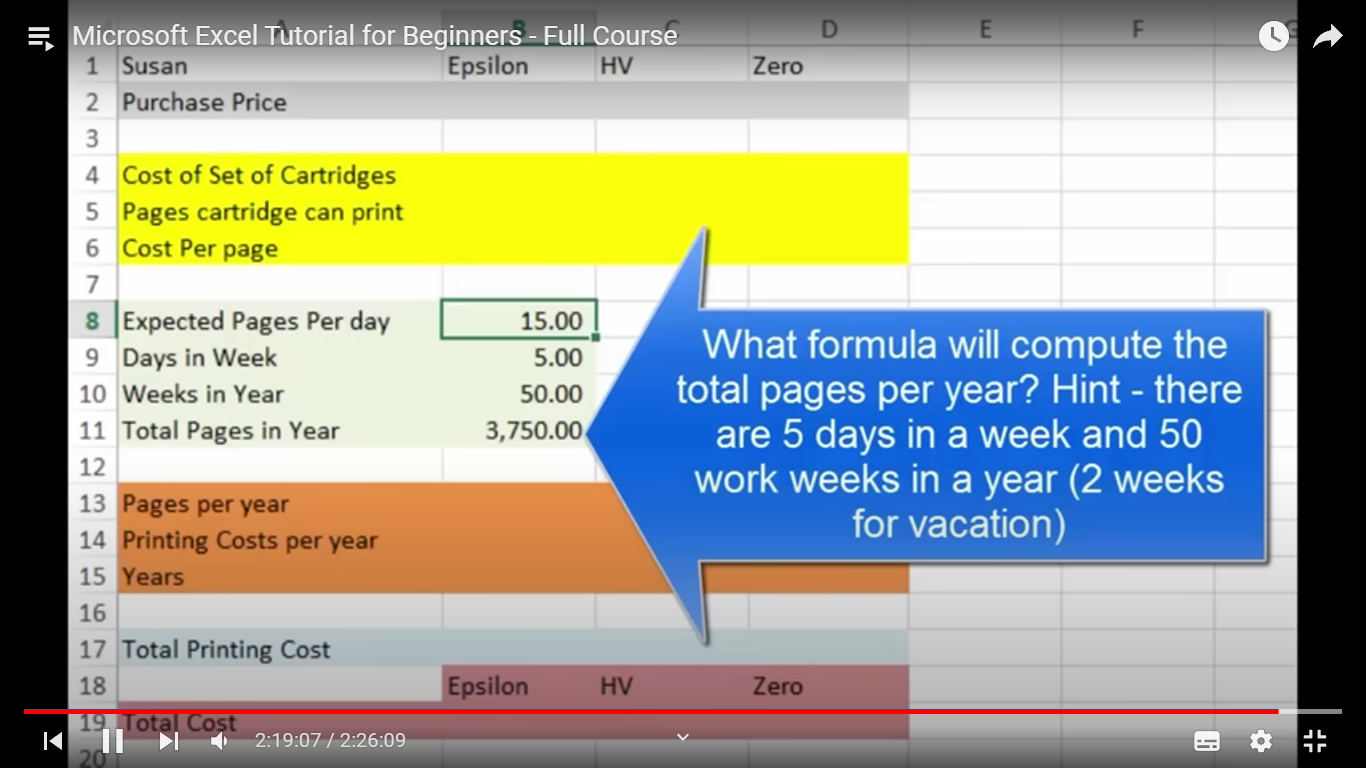 Microsoft Excel Tutorial for Beginners - Full Course
A B C D E F G
1 Susan Epsilon HV Zero
2 Purchase Price
3
4 Cost of Set of Cartridges
5 Pages cartridge can print
6 Cost Per page
7
8 Expected Pages Per day 15.00
9 Days in Week 5.00
10 Weeks in Year 50.00
11 Total Pages in Year 3,750.00
12
13 Pages per year
14 Printing Costs per year
15 Years
16
17 Total Printing Cost
18 Epsilon HV Zero
19 Total Cost
20
What formula will compute the
total pages per year? Hint - there
are 5 days in a week and 50
work weeks in a year (2 weeks
for vacation)
2:19:07 / 2:26:09